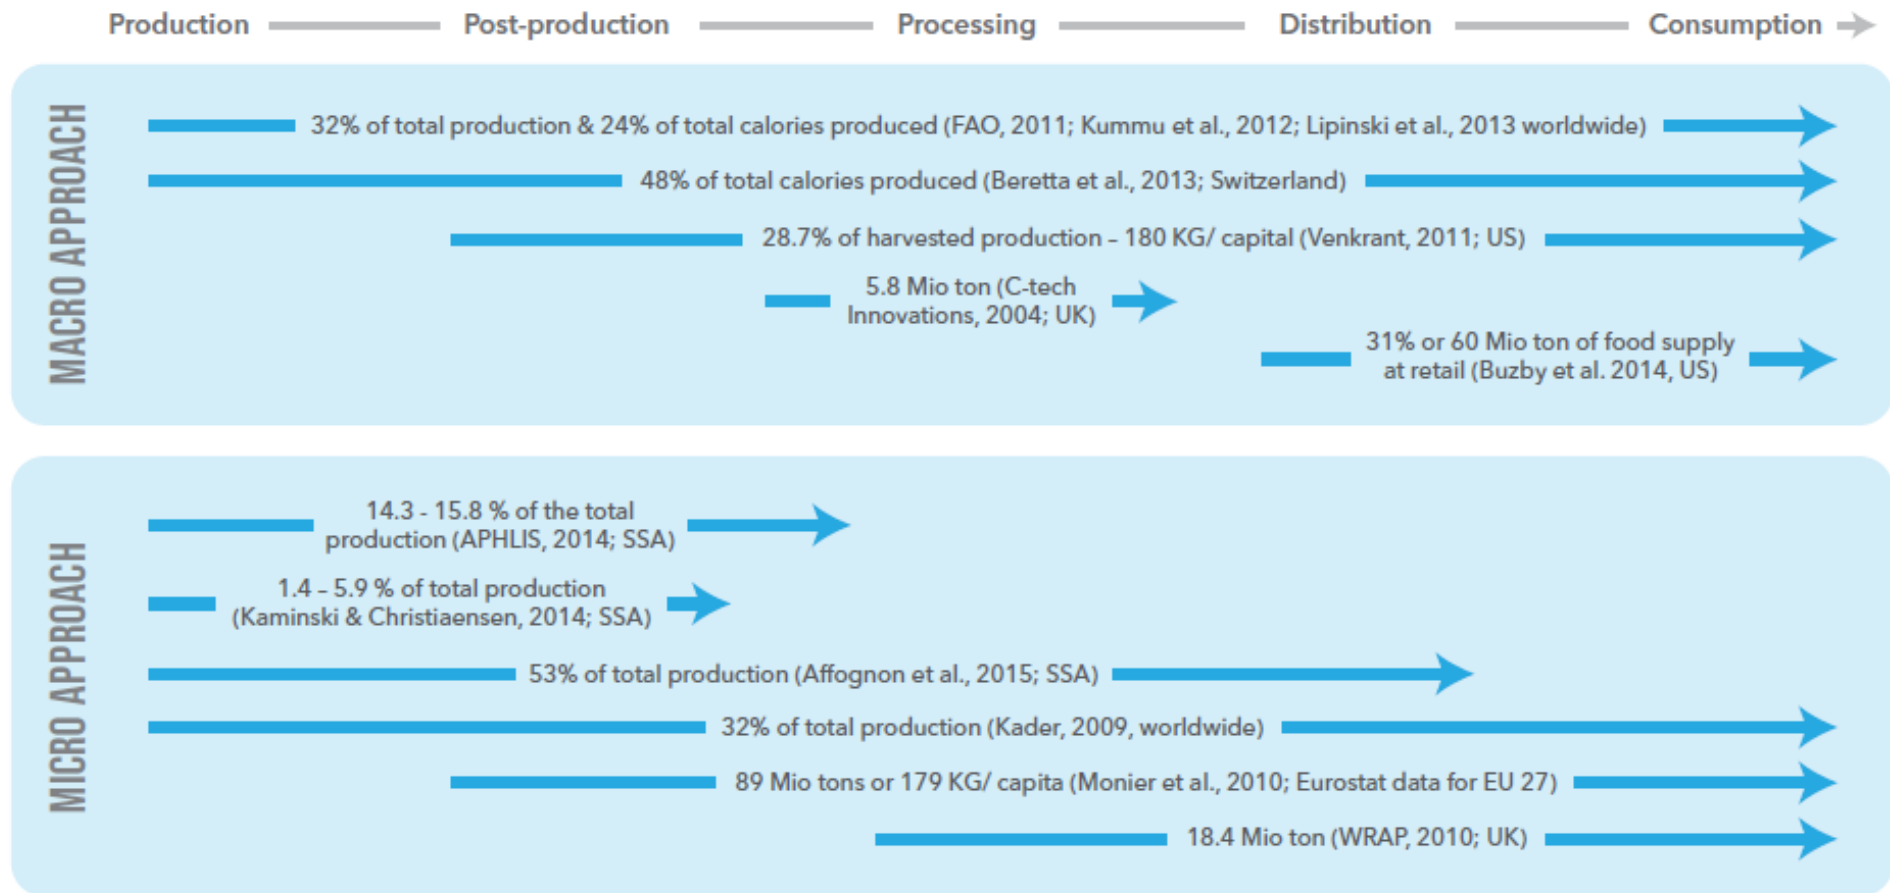 Production Post-production Processing Distribution Consumption
MACRO APPROACH
32% of total production & 24% of total calories produced (FAO, 2011; Kummu et al., 2012; Lipinski et al., 2013 worldwide)
48% of total calories produced (Beretta et al., 2013; Switzerland)
28.7% of harvested production – 180 KG/ capital (Venkrant, 2011; US)
5.8 Mio ton (C-tech
Innovations, 2004; UK)
31% or 60 Mio ton of food supply
at retail (Buzby et al. 2014, US)
MICRO APPROACH
14.3 - 15.8 % of the total
production (APHLIS, 2014; SSA)
1.4 – 5.9 % of total production
(Kaminski & Christiaensen, 2014; SSA)
53% of total production (Affognon et al., 2015; SSA)
32% of total production (Kader, 2009, worldwide)
89 Mio tons or 179 KG/ capita (Monier et al., 2010; Eurostat data for EU 27)
18.4 Mio ton (WRAP, 2010; UK)